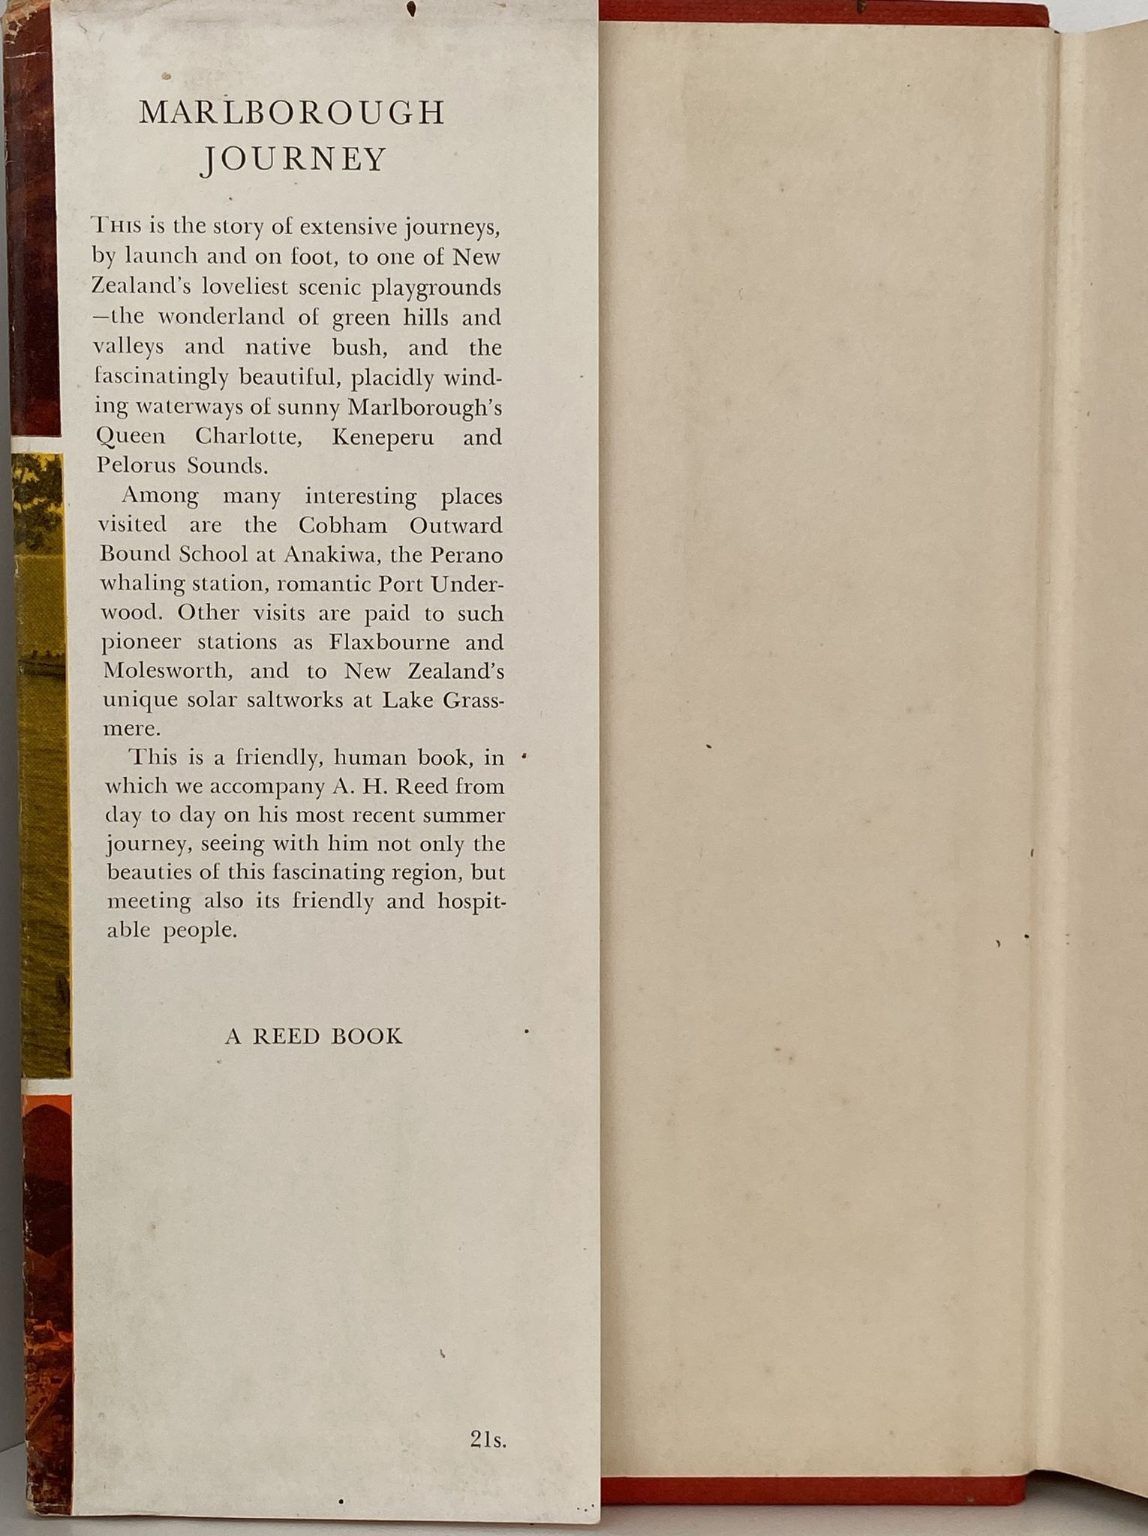 MARLBOROUGH
JOURNEY
THIS is the story of extensive journeys,
by launch and on foot, to one of New
Zealand's loveliest scenic playgrounds
—the wonderland of green hills and
valleys and native bush, and the
fascinatingly beautiful, placidly wind-
ing waterways of sunny Marlborough's
Queen Charlotte, Keneperu and
Pelorus Sounds.
Among many interesting places
visited are the Cobham Outward
Bound School at Anakiwa, the Perano
whaling station, romantic Port Under-
wood. Other visits are paid to such
pioneer stations as Flaxbourne and
Molesworth, and to New Zealand's
unique solar saltworks at Lake Grass-
mere.
This is a friendly, human book, in
which we accompany A. H. Reed from
day to day on his most recent summer
journey, seeing with him not only the
beauties of this fascinating region, but
meeting also its friendly and hospit-
able people.
A REED BOOK
21s.